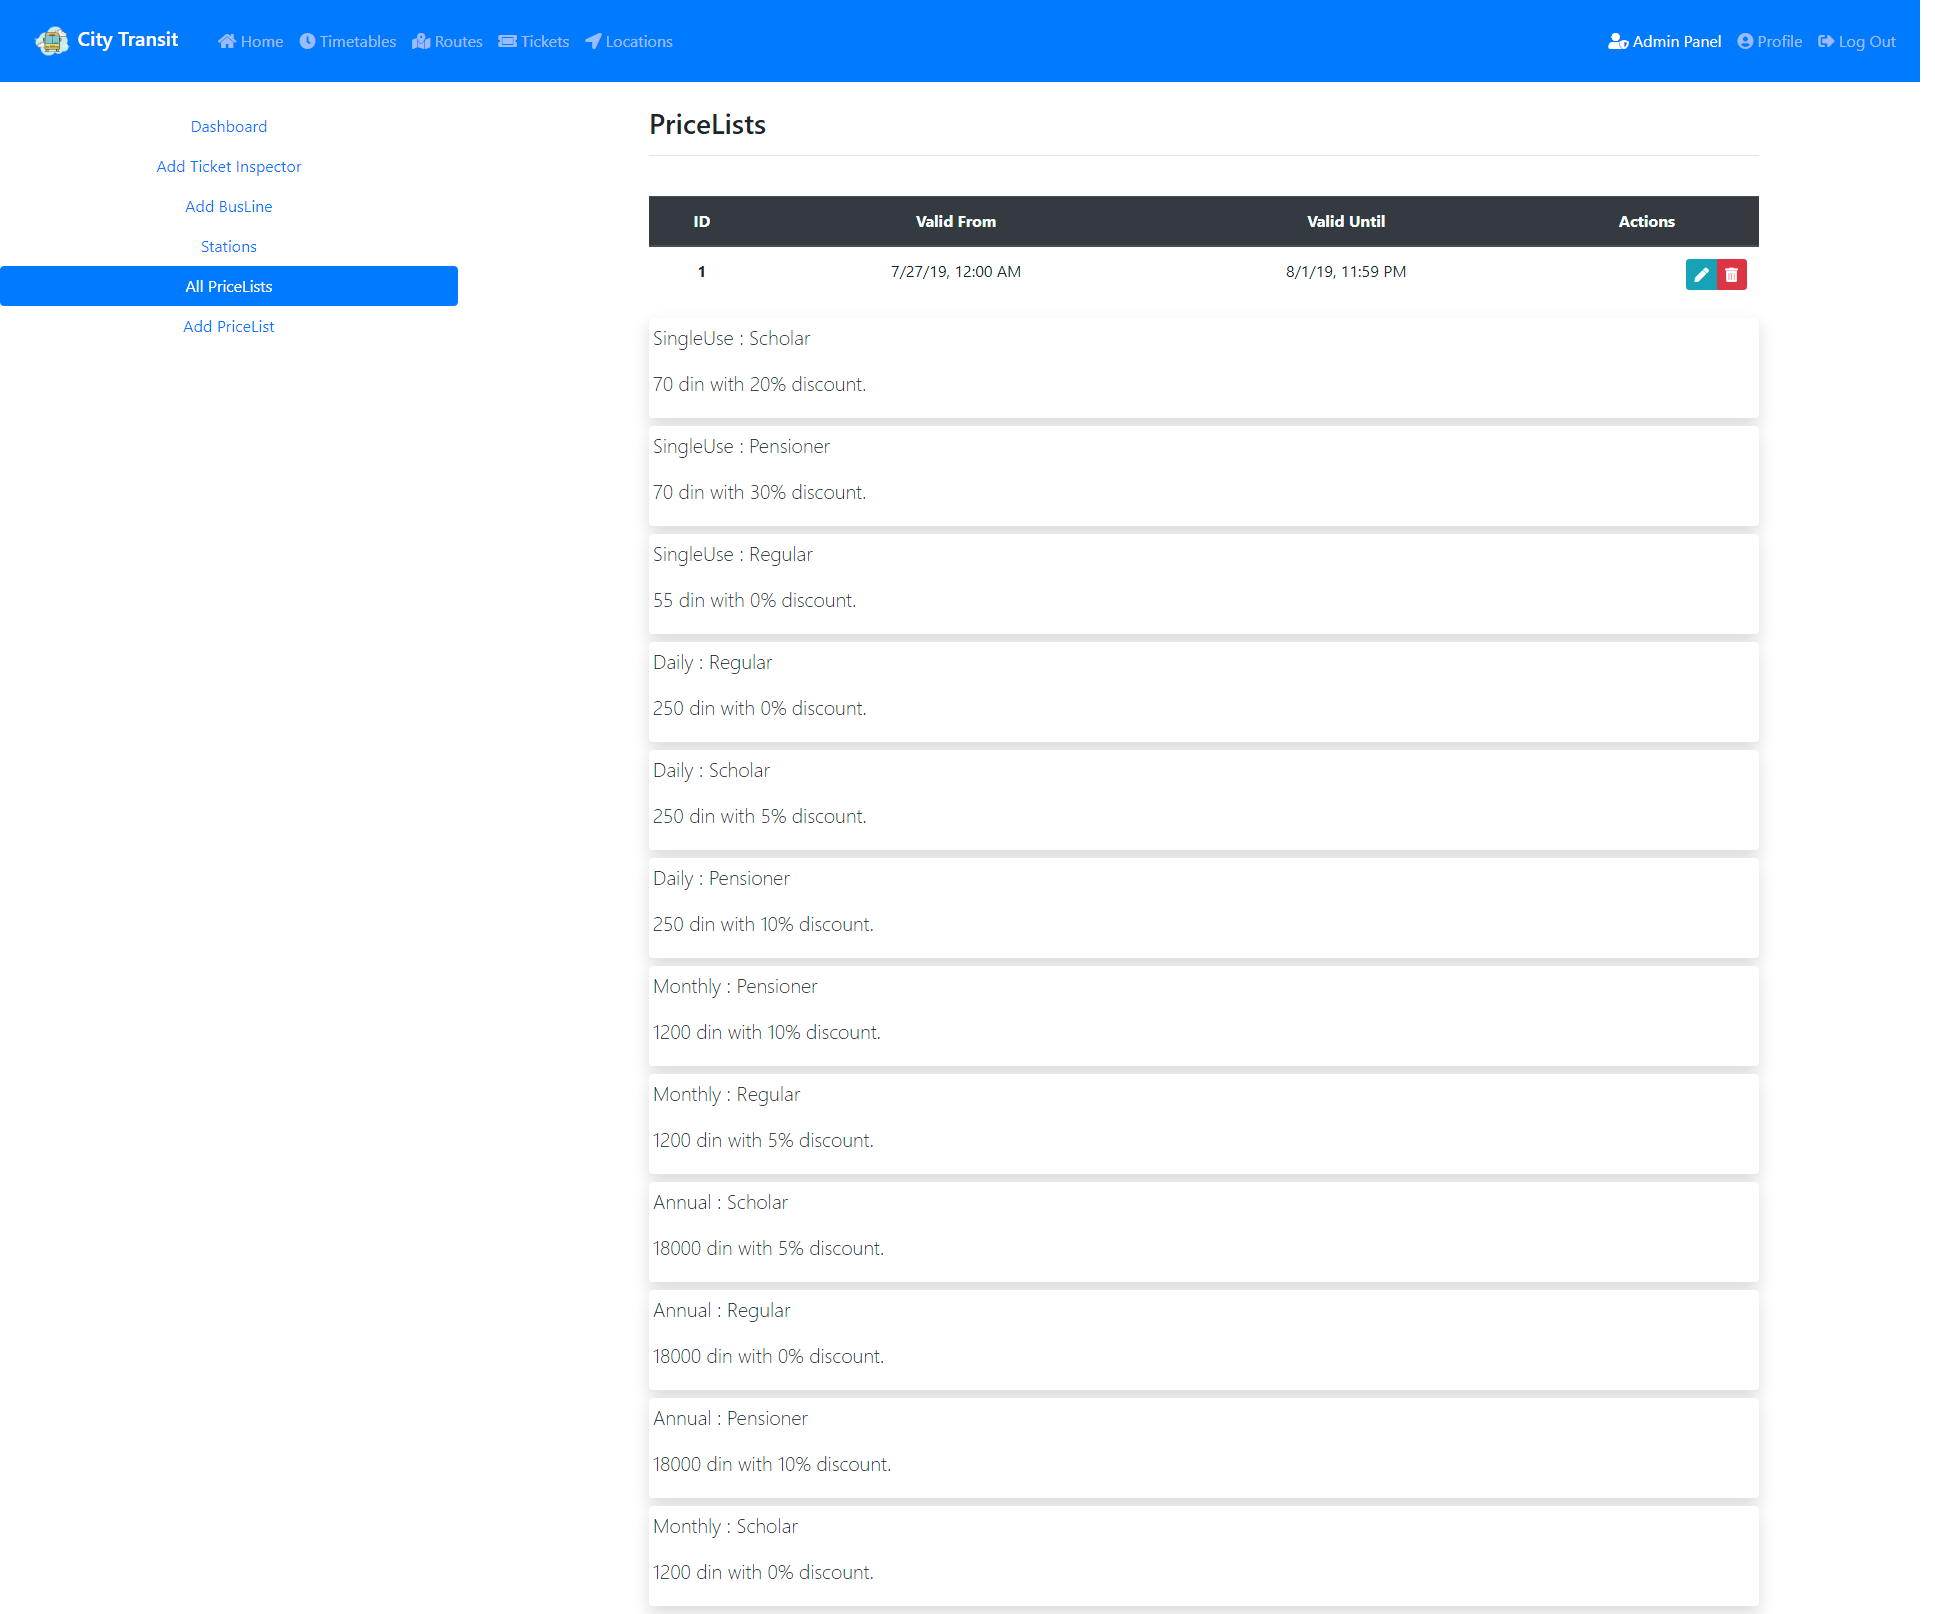 City Transit Home Timetables Routes Tickets Locations Admin Panel Profile Log Out
Dashboard
Add Ticket Inspector
Add BusLine
Stations
All PriceLists
Add PriceList
PriceLists
ID Valid From Valid Until Actions
1 7/27/19, 12:00 AM 8/1/19, 11:59 PM
SingleUse : Scholar
70 din with 20% discount.
SingleUse : Pensioner
70 din with 30% discount.
SingleUse : Regular
55 din with 0% discount.
Daily : Regular
250 din with 0% discount.
Daily : Scholar
250 din with 5% discount.
Daily : Pensioner
250 din with 10% discount.
Monthly : Pensioner
1200 din with 10% discount.
Monthly : Regular
1200 din with 5% discount.
Annual : Scholar
18000 din with 5% discount.
Annual : Regular
18000 din with 0% discount.
Annual : Pensioner
18000 din with 10% discount.
Monthly : Scholar
1200 din with 0% discount.